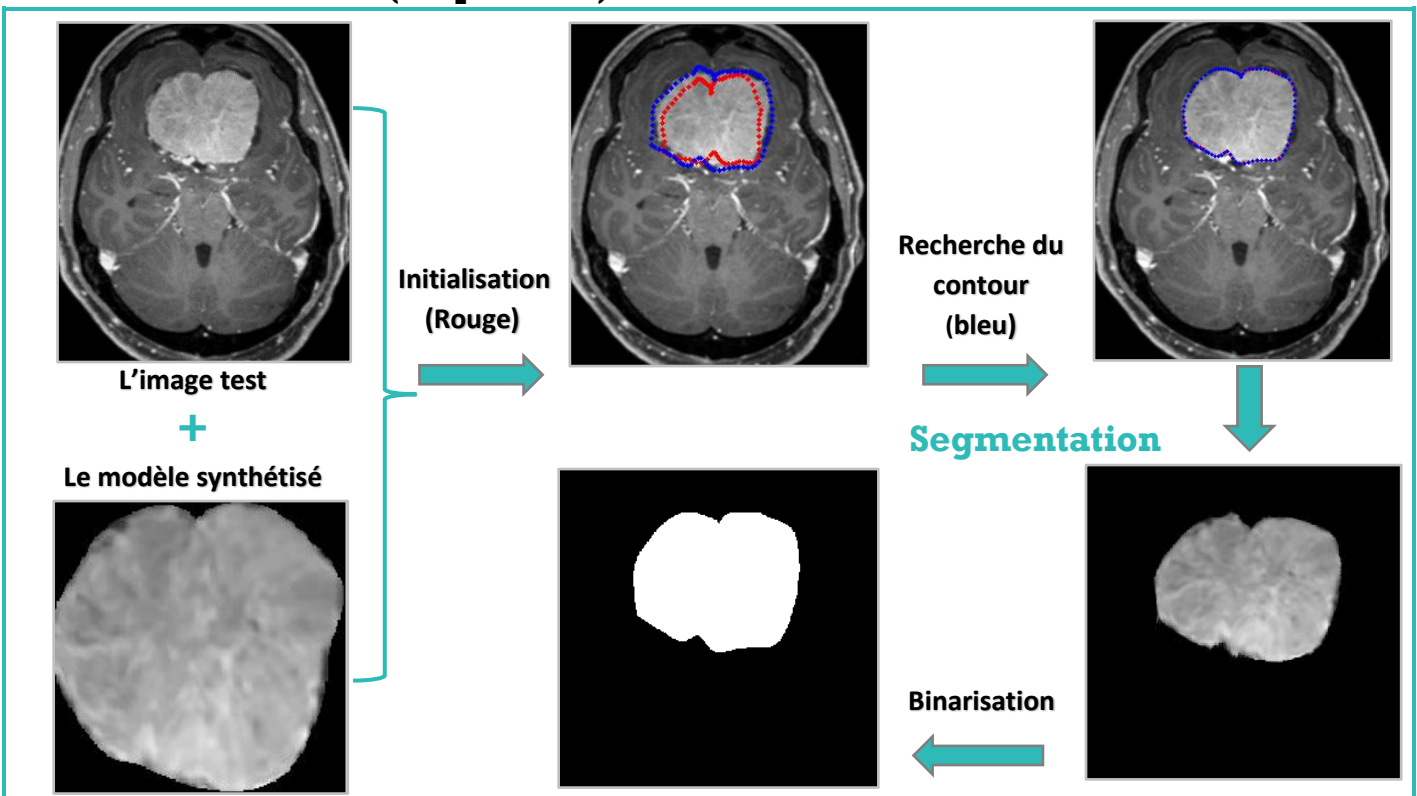 L'image test
+
Le modèle synthétisé
Initialisation
(Rouge)
Recherche du
contour
(bleu)
Segmentation
Binarisation